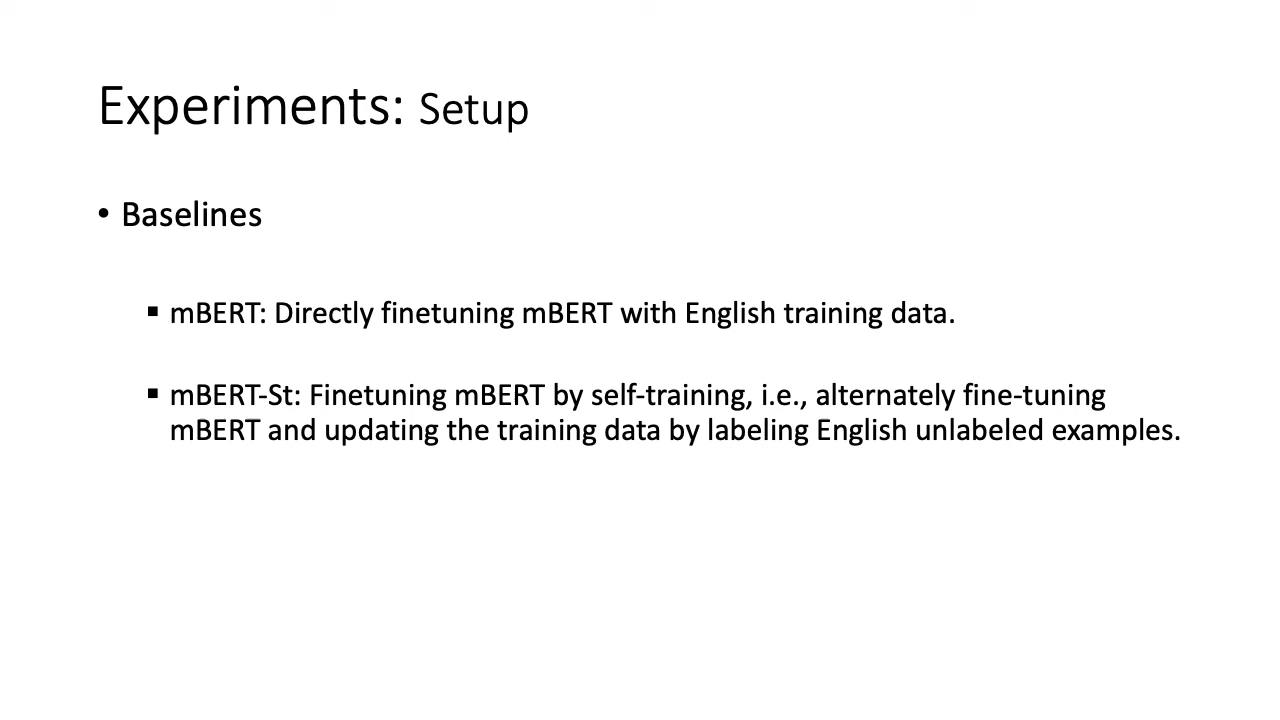 Experiments: Setup
• Baselines
▪ mBERT: Directly finetuning mBERT with English training data.
▪ mBERT-St: Finetuning mBERT by self-training, i.e., alternately fine-tuning
mBERT and updating the training data by labeling English unlabeled examples.